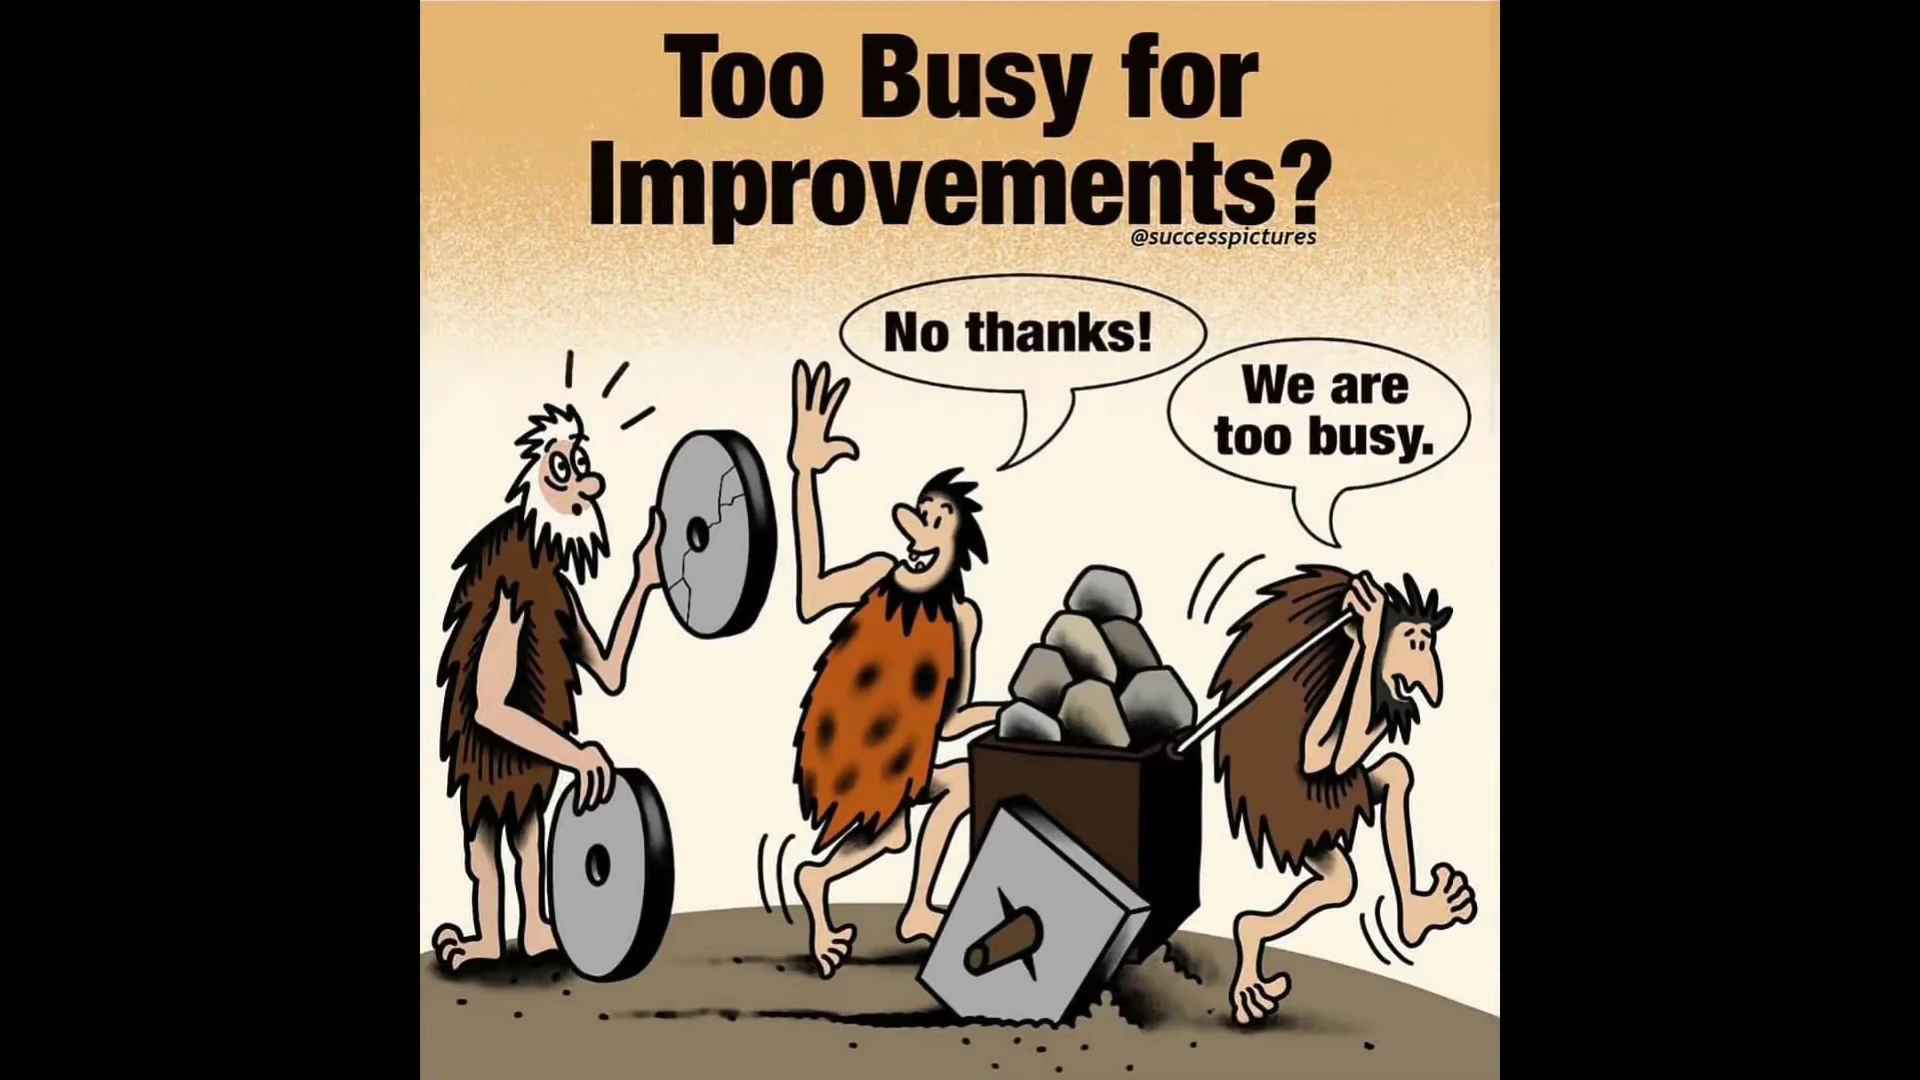 Too Busy for
Improvements?
@successpictures
No thanks!
We are
too busy.